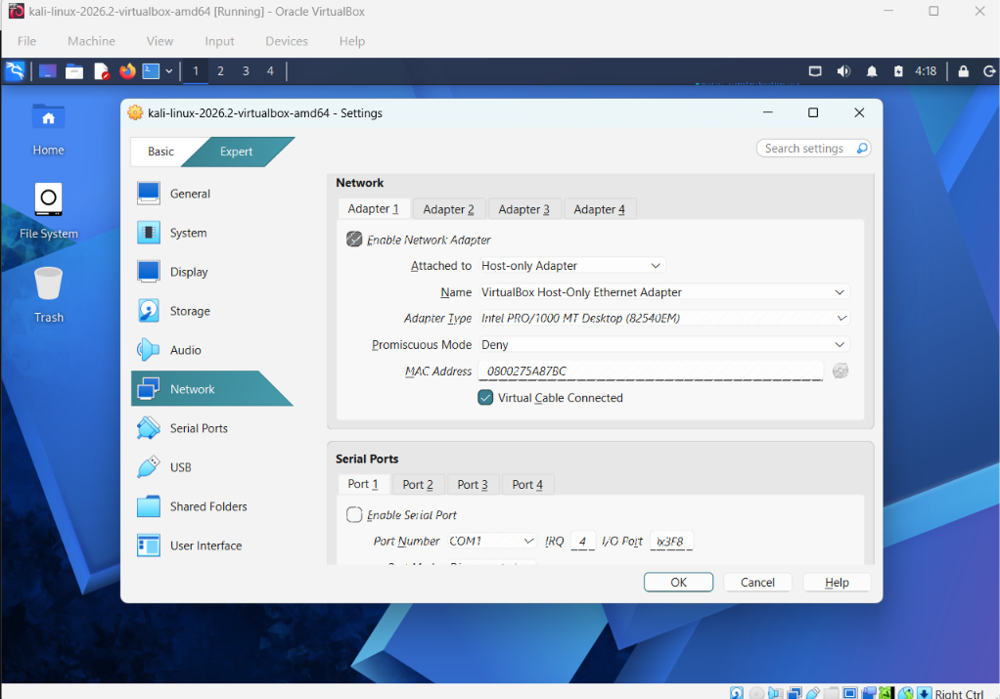 kali-linux-2026.2-virtualbox-amd64 [Running] - Oracle VirtualBox
File Machine View Input Devices Help
1 2 3 4 4:18
Home
File System
Trash
kali-linux-2026.2-virtualbox-amd64 - Settings
Basic Expert Search settings
General
System
Display
Storage
Audio
Network
Serial Ports
USB
Shared Folders
User Interface
Network
Adapter 1 Adapter 2 Adapter 3 Adapter 4
Enable Network Adapter
Attached to Host-only Adapter
Name VirtualBox Host-Only Ethernet Adapter
Adapter Type Intel PRO/1000 MT Desktop (82540EM)
Promiscuous Mode Deny
MAC Address 0800275A87BC
Virtual Cable Connected
Serial Ports
Port 1 Port 2 Port 3 Port 4
Enable Serial Port
Port Number COM1 IRQ 4 I/O Port 0x3F8
OK Cancel Help
Right Ctrl